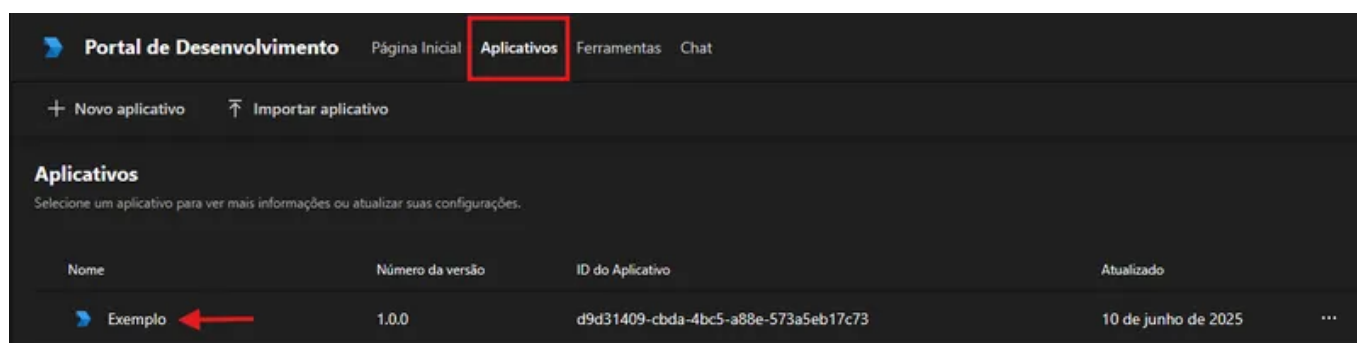 Portal de Desenvolvimento Página Inicial Aplicativos Ferramentas Chat
Novo aplicativo Importar aplicativo
Aplicativos
Selecione um aplicativo para ver mais informações ou atualizar suas configurações.
Nome Número da versão ID do Aplicativo Atualizado
Exemplo 1.0.0 d9d31409-cbda-4bc5-a88e-573a5eb17c73 10 de junho de 2025 ...